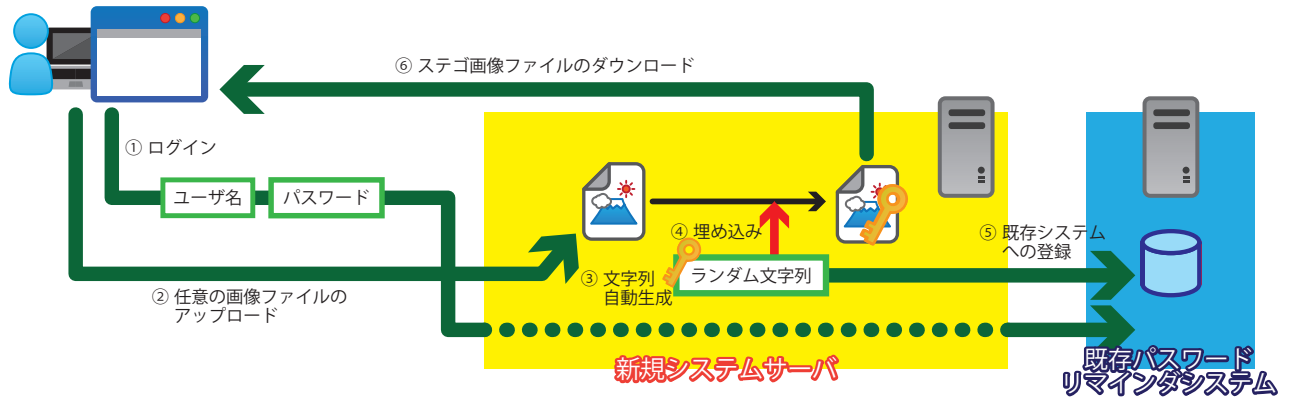 ⑥ ステゴ画像ファイルのダウンロード
① ログイン
ユーザ名
パスワード
② 任意の画像ファイルの
アップロード
③ 文字列
自動生成
④ 埋め込み
ランダム文字列
⑤ 既存システム
への登録
新規システムサーバ
既存パスワード
リマインダシステム